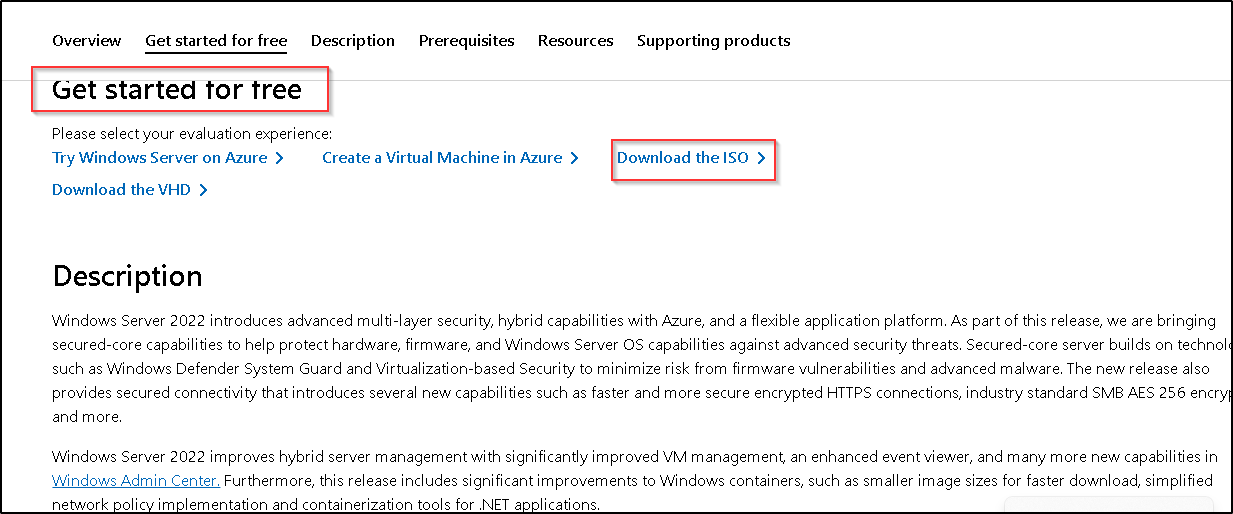 Overview Get started for free Description Prerequisites Resources Supporting products
Get started for free
Please select your evaluation experience:
Try Windows Server on Azure Create a Virtual Machine in Azure Download the ISO
Download the VHD
Description
Windows Server 2022 introduces advanced multi-layer security, hybrid capabilities with Azure, and a flexible application platform. As part of this release, we are bringing
secured-core capabilities to help protect hardware, firmware, and Windows Server OS capabilities against advanced security threats. Secured-core server builds on
such as Windows Defender System Guard and Virtualization-based Security to minimize risk from firmware vulnerabilities and advanced malware. The new release also
provides secured connectivity that introduces several new capabilities such as faster and more secure encrypted HTTPS connections, industry standard SMB AES 256
and more.
Windows Server 2022 improves hybrid server management with significantly improved VM management, an enhanced event viewer, and many more new capabilities in
Windows Admin Center. Furthermore, this release includes significant improvements to Windows containers, such as smaller image sizes for faster download, simplified
network policy implementation and containerization tools for .NET applications.